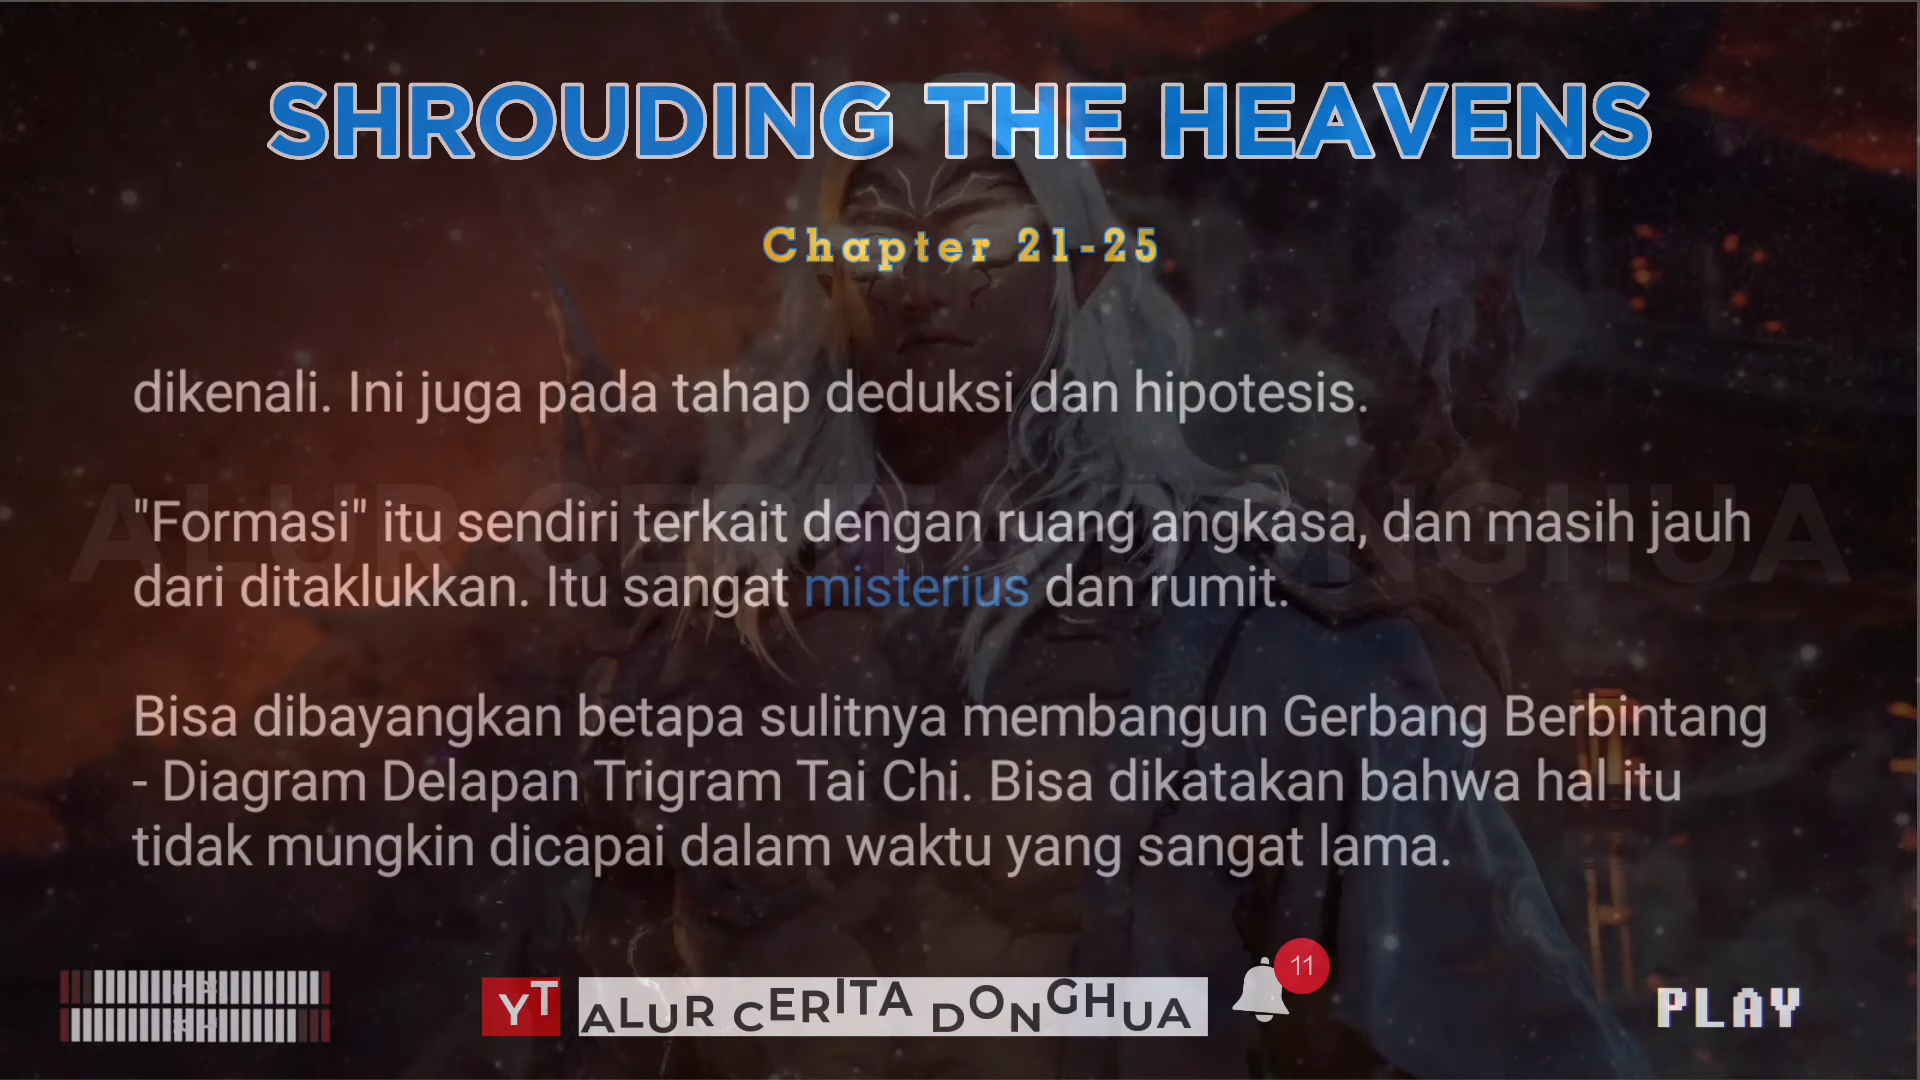 SHROUDING THE HEAVENS
Chapter 21-25
dikenali. Ini juga pada tahap deduksi dan hipotesis.
ALUR CERITA DONGHUA
"Formasi" itu sendiri terkait dengan ruang angkasa, dan masih jauh
dari ditaklukkan. Itu sangat misterius dan rumit.
Bisa dibayangkan betapa sulitnya membangun Gerbang Berbintang
- Diagram Delapan Trigram Tai Chi. Bisa dikatakan bahwa hal itu
tidak mungkin dicapai dalam waktu yang sangat lama.
YT ALUR CERITA DONGHUA
11
PLAY